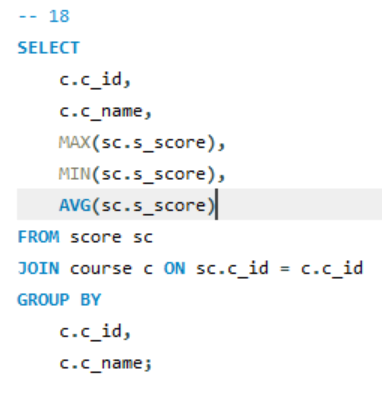 -- 18
SELECT
    c.c_id,
    c.c_name,
    MAX(sc.s_score),
    MIN(sc.s_score),
    AVG(sc.s_score)
FROM score sc
JOIN course c ON sc.c_id = c.c_id
GROUP BY
    c.c_id,
    c.c_name;